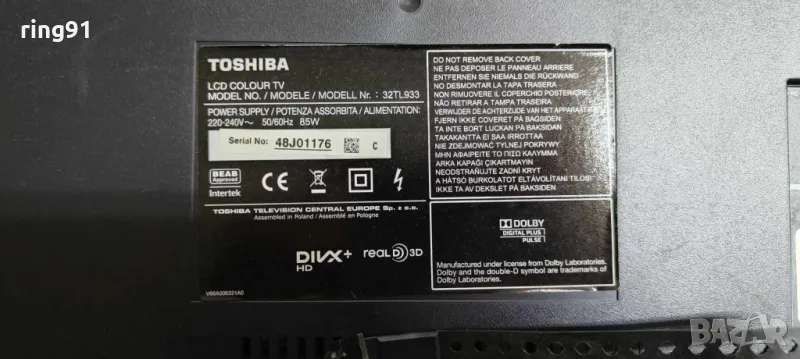 ring91
TOSHIBA
LCD COLOUR TV
MODEL NO. / MODELE / MODELL Nr. : 32TL933
POWER SUPPLY / POTENZA ASSORBITA / ALIMENTATION:
220-240V~ 50/60Hz 85W
Serial No: 48J01176 C
BEAB
Approved
Intertek
CE
TOSHIBA TELEVISION CENTRAL EUROPE Sp. z o.o.
Assembled in Poland / Assemblé en Pologne
DIVX+
HD
REAL D 3D
V66A00033
DO NOT REMOVE BACK COVER
NE PAS DEPOSER LE PANNEAU ARRIERE
ENTFERNEN SIE NIEMALS DIE RÜCKWAND
NO DESMONTAR LA TAPA TRASERA
NON RIMUOVERE IL COPERCHIO POSTERIORE
NÃO RETIRAR A TAMPA TRASEIRA
VERWIJDER DE ACHTERZIJDE VAN HET APPARAAT
FJERN IKKE COVERET PÅ BAGSIDEN
TA INTE BORT LUCKAN PÅ BAKSIDAN
TAKAKANTTA EI SAA IRROTTAA
NIE ZDEJMOWAĆ TYLNEJ POKRYWY
ΜΗΝ ΑΦΑΙΡΕΙΤΕ ΤΟ ΠΙΣΩ ΚΑΛΥΜΜΑ
ARKA KAPAĞI ÇIKARTMAYIN
NEODSTRAŇUJTE ZADNÍ KRYT
A HÁTSÓ BURKOLATOT ELTÁVOLÍTANI TILOS!
IKKE TA AV DEKSLET PÅ BAKSIDEN
DOLBY
DIGITAL PLUS
PULSE
Manufactured under license from Dolby Laboratories.
Dolby and the double-D symbol are trademarks of
Dolby Laboratories.
BAZAR